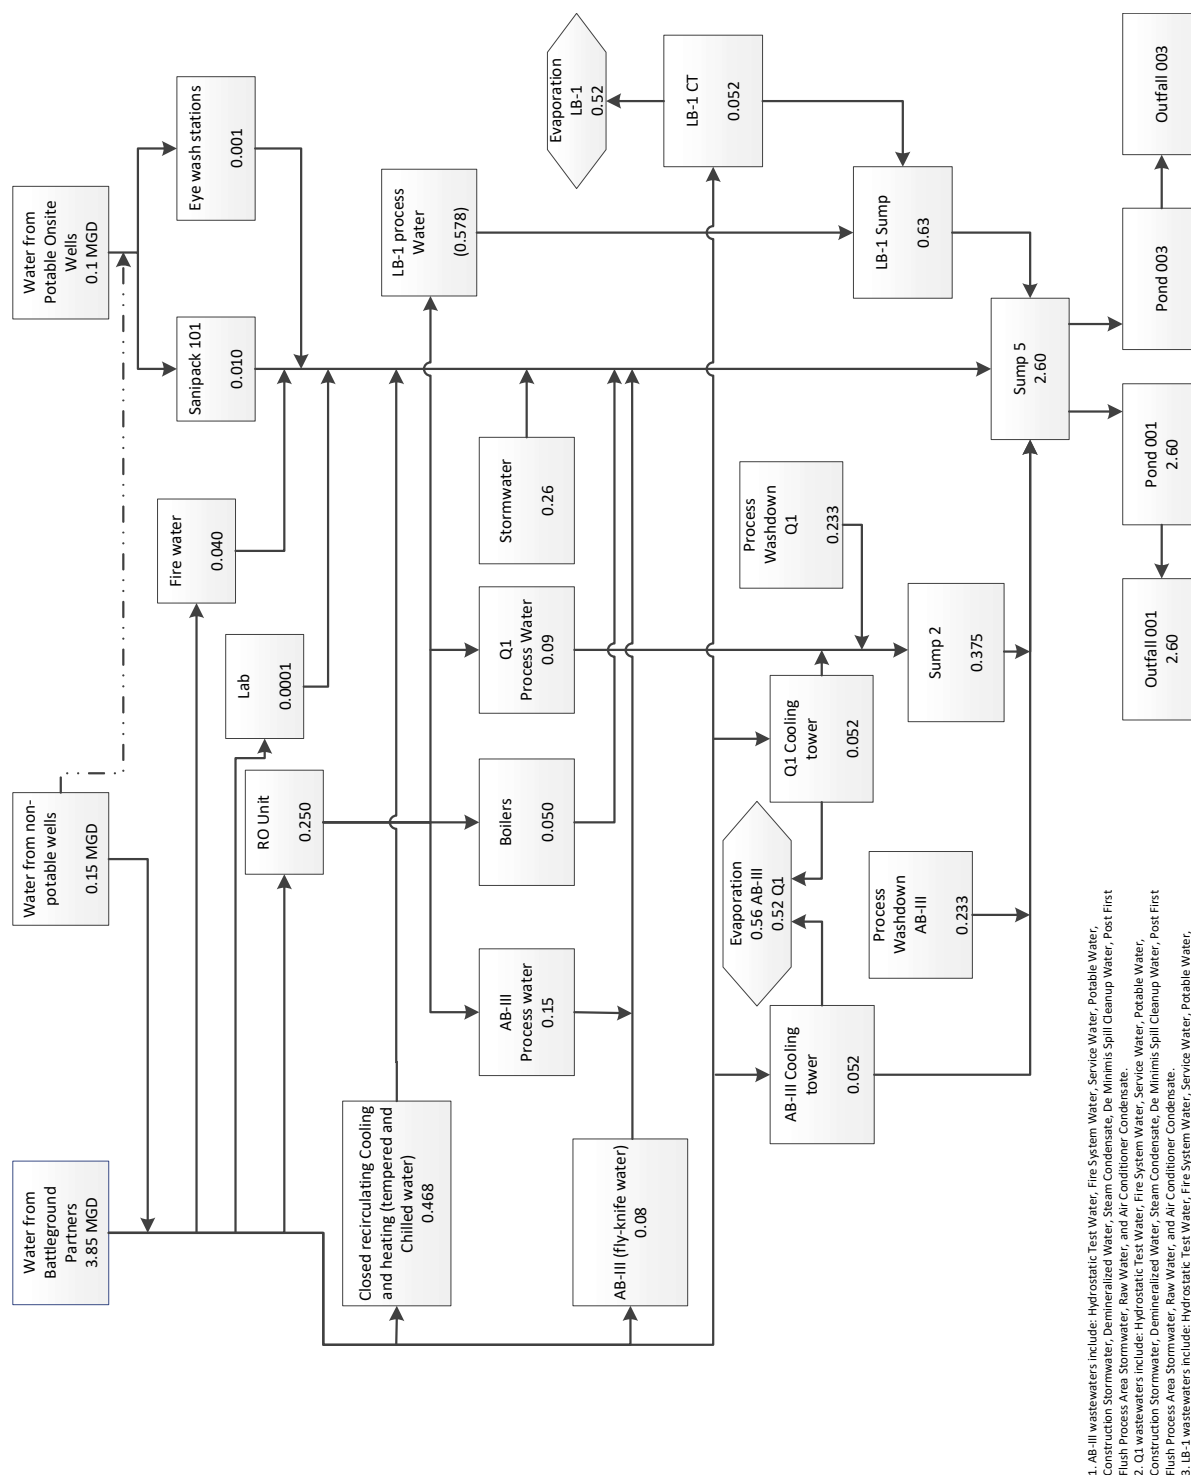 Water from
Battleground
Partners
3.85 MGD
Water from non-
potable wells
0.15 MGD
Water from
Potable Onsite
Wells
0.1 MGD
Fire water
0.040
Sanipack 101
0.010
Eye wash stations
0.001
Lab
0.0001
RO Unit
0.250
Closed recirculating Cooling
and heating (tempered and
Chilled water)
0.468
LB-1 process
Water
(0.578)
AB-III
Process water
0.15
Boilers
0.050
Q1
Process Water
0.09
Stormwater
0.26
Evaporation
LB-1
0.52
AB-III (fly-knife water)
0.08
LB-1 CT
0.052
Evaporation
0.56 AB-III
0.52 Q1
Process
Washdown
Q1
0.233
AB-III Cooling
tower
0.052
Q1 Cooling
tower
0.052
LB-1 Sump
0.63
Process
Washdown
AB-III
0.233
Sump 2
0.375
Sump 5
2.60
Outfall 001
2.60
Pond 001
2.60
Pond 003
Outfall 003
1. AB-III wastewaters include: Hydrostatic Test Water, Fire System Water, Service Water, Potable Water,
Construction Stormwater, Demineralized Water, Steam Condensate, De Minimis Spill Cleanup Water, Post First
Flush Process Area Stormwater, Raw Water, and Air Conditioner Condensate.
2. Q1 wastewaters include: Hydrostatic Test Water, Fire System Water, Service Water, Potable Water,
Construction Stormwater, Demineralized Water, Steam Condensate, De Minimis Spill Cleanup Water, Post First
Flush Process Area Stormwater, Raw Water, and Air Conditioner Condensate.
3. LB-1 wastewaters include: Hydrostatic Test Water, Fire System Water, Service Water, Potable Water,